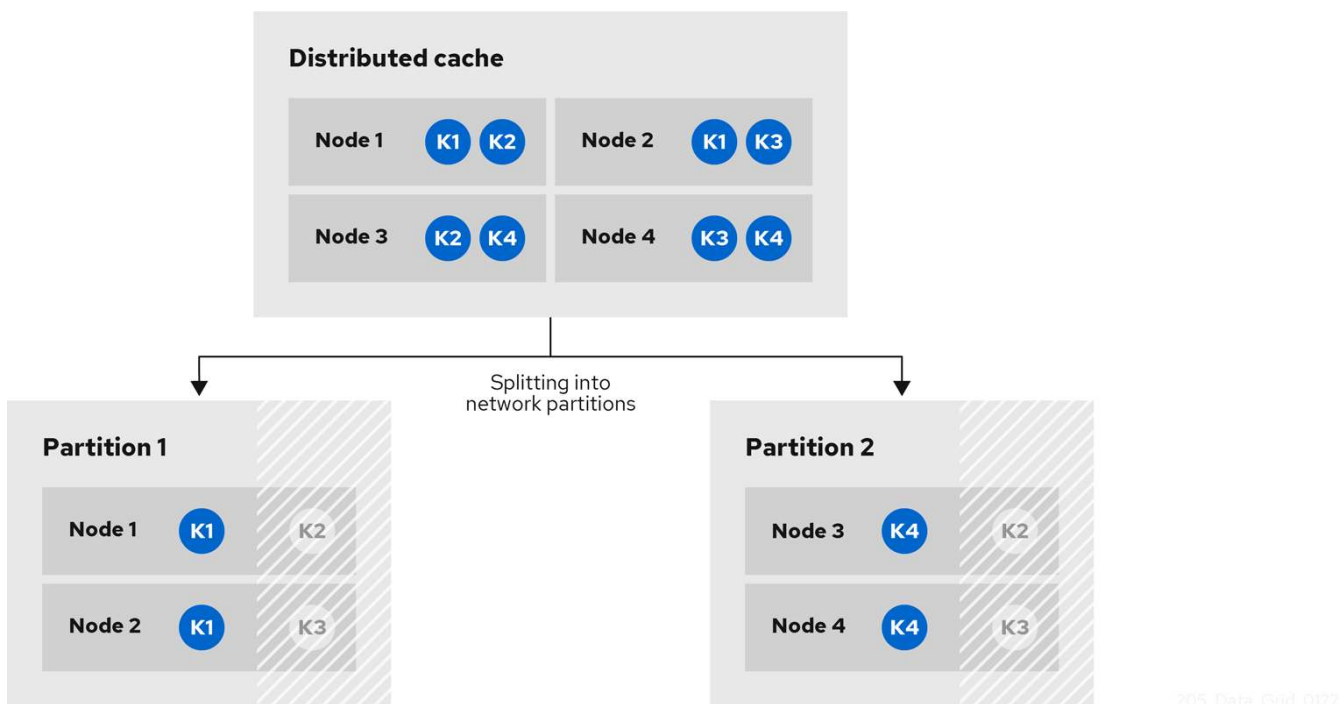 Distributed cache
Node 1 K1 K2 Node 2 K1 K3
Node 3 K2 K4 Node 4 K3 K4
Splitting into
network partitions
Partition 1
Node 1 K1 K2
Node 2 K1 K3
Partition 2
Node 3 K4 K2
Node 4 K4 K3
205_Data_Grid_0122